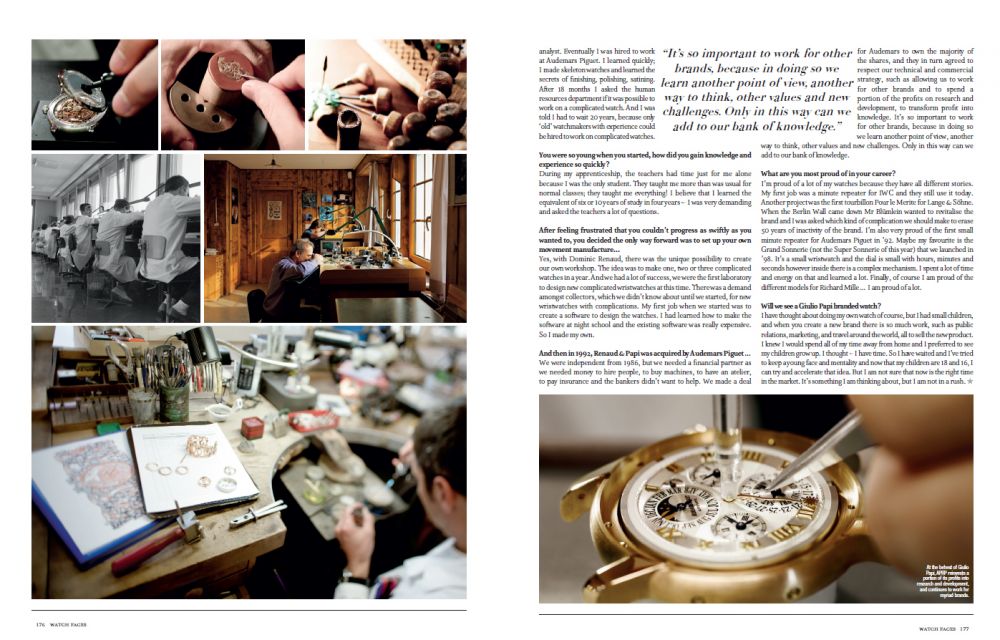 analyst. Eventually I was hired to work
at Audemars Piguet. I learned quickly;
I made skeleton watches and learned the
secrets of finishing, polishing, satining.
After 18 months I asked the human
resources department if it was possible to
work on a complicated watch. And I was
told I had to wait 20 years, because only
‘old’ watchmakers with experience could
be hired to work on complicated watches.
You were so young when you started, how did you gain knowledge and
experience so quickly?
During my apprenticeship, the teachers had time just for me alone
because I was the only student. They taught me more than was usual for
normal classes; they taught me everything! I believe that I learned the
equivalent of six or 10 years of study in four years – I was very demanding
and asked the teachers a lot of questions.
After feeling frustrated that you couldn’t progress as swiftly as you
wanted to, you decided the only way forward was to set up your own
movement manufacture…
Yes, with Dominic Renaud, there was the unique possibility to create
our own workshop. The idea was to make one, two or three complicated
watches in a year. And we had a lot of success, we were the first laboratory
to design new complicated wristwatches at this time. There was a demand
amongst collectors, which we didn’t know about until we started, for new
wristwatches with complications. My first job when we started was to
create a software to design the watches. I had learned how to make the
software at night school and the existing software was really expensive.
So I made my own.
And then in 1992, Renaud & Papi was acquired by Audemars Piguet …
We were independent from 1986, but we needed a financial partner as
we needed money to hire people, to buy machines, to have an atelier,
to pay insurance and the bankers didn’t want to help. We made a deal
“It’s so important to work for other
brands, because in doing so we
learn another point of view, another
way to think, other values and new
challenges. Only in this way can we
add to our bank of knowledge.”
for Audemars to own the majority of
the shares, and they in turn agreed to
respect our technical and commercial
strategy, such as allowing us to work
for other brands and to spend a
portion of the profits on research and
development, to transform profit into
knowledge. It’s so important to work
for other brands, because in doing so
we learn another point of view, another
way to think, other values and new challenges. Only in this way can we
add to our bank of knowledge.
What are you most proud of in your career?
I’m proud of a lot of my watches because they have all different stories.
My first job was a minute repeater for IWC and they still use it today.
Another project was the first tourbillon Pour le Merite for Lange & Söhne.
When the Berlin Wall came down Mr Blümlein wanted to revitalise the
brand and I was asked which kind of complication we should make to erase
50 years of inactivity of the brand. I’m also very proud of the first small
minute repeater for Audemars Piguet in ’92. Maybe my favourite is the
Grand Sonnerie (not the Super Sonnerie of this year) that we launched in
’98. It’s a small wristwatch and the dial is small with hours, minutes and
seconds however inside there is a complex mechanism. I spent a lot of time
and energy on that and learned a lot. Finally, of course I am proud of the
different models for Richard Mille… I am proud of a lot.
Will we see a Giulio Papi branded watch?
I have thought about doing my own watch of course, but I had small children,
and when you create a new brand there is so much work, such as public
relations, marketing, and travel around the world, all to sell the new product.
I knew I would spend all of my time away from home and I preferred to see
my children grow up. I thought – I have time. So I have waited and I’ve tried
to keep a young face and mentality and now that my children are 18 and 16, I
can try and accelerate that idea. But I am not sure that now is the right time
in the market. It’s something I am thinking about, but I am not in a rush. ☆
At the behest of Giulio
Papi, APRP reinvests a
portion of its profits into
research and development,
and continues to work for
myriad brands.
176 WATCH FACES
WATCH FACES 177